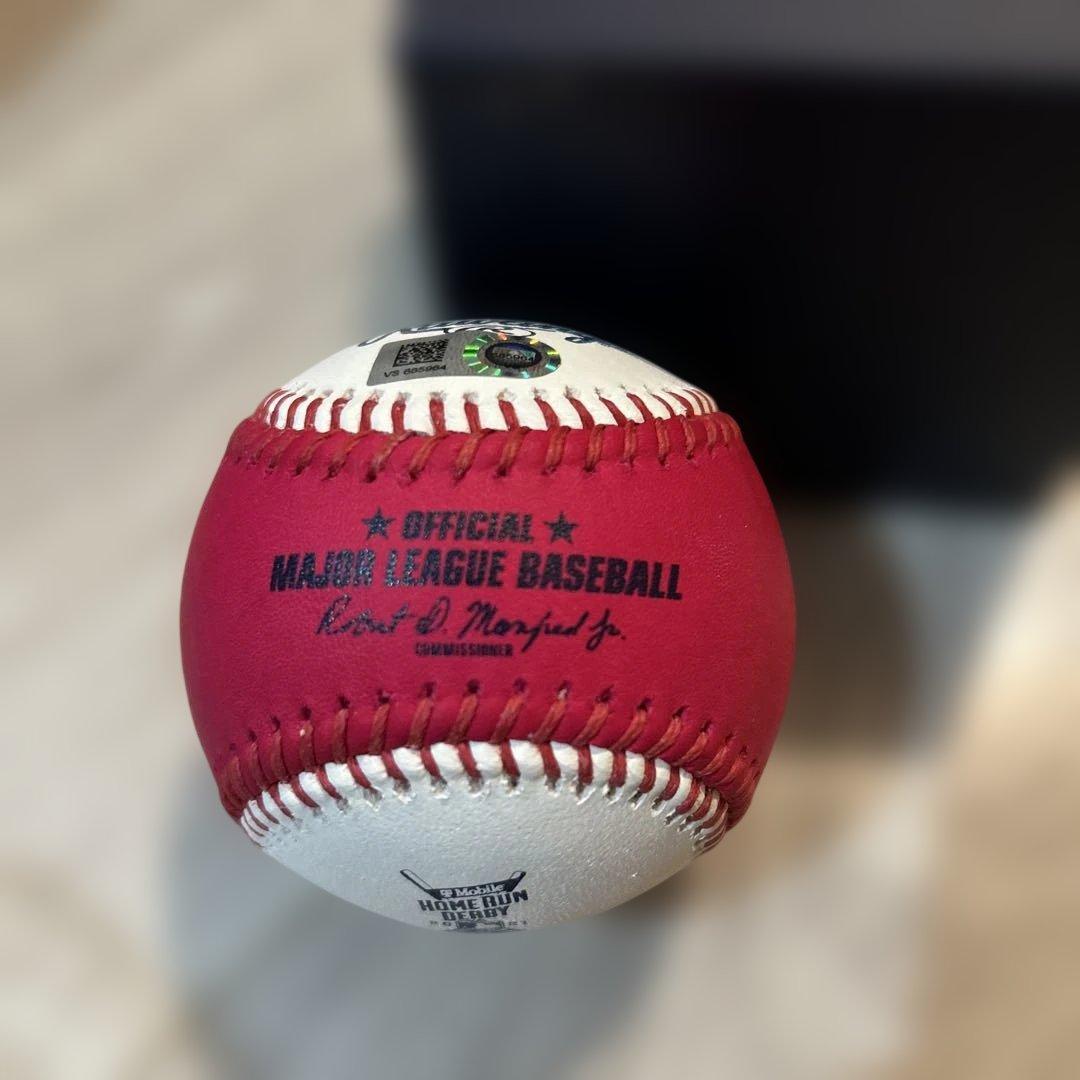 VS 685964
★ OFFICIAL ★
MAJOR LEAGUE BASEBALL
Robert D. Manfred Jr.
COMMISSIONER
T Mobile
HOME RUN
DERBY